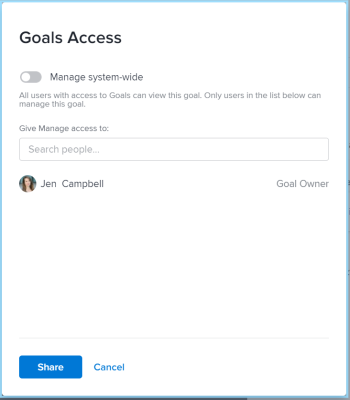 Goals Access
Manage system-wide
All users with access to Goals can view this goal. Only users in the list below can
manage this goal.
Give Manage access to:
Search people...
Jen Campbell
Goal Owner
Share
Cancel